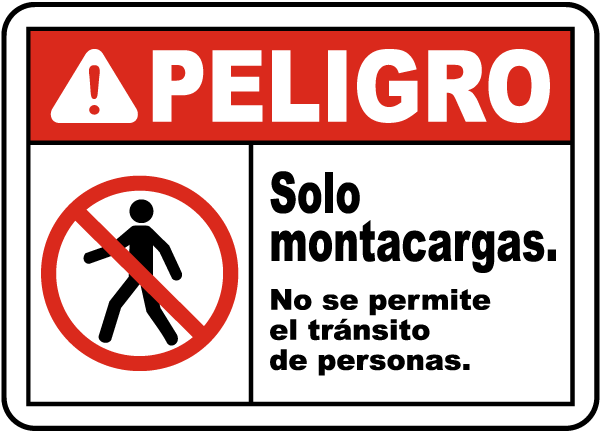 PELIGRO
Solo
montacargas.
No se permite
el tránsito
de personas.